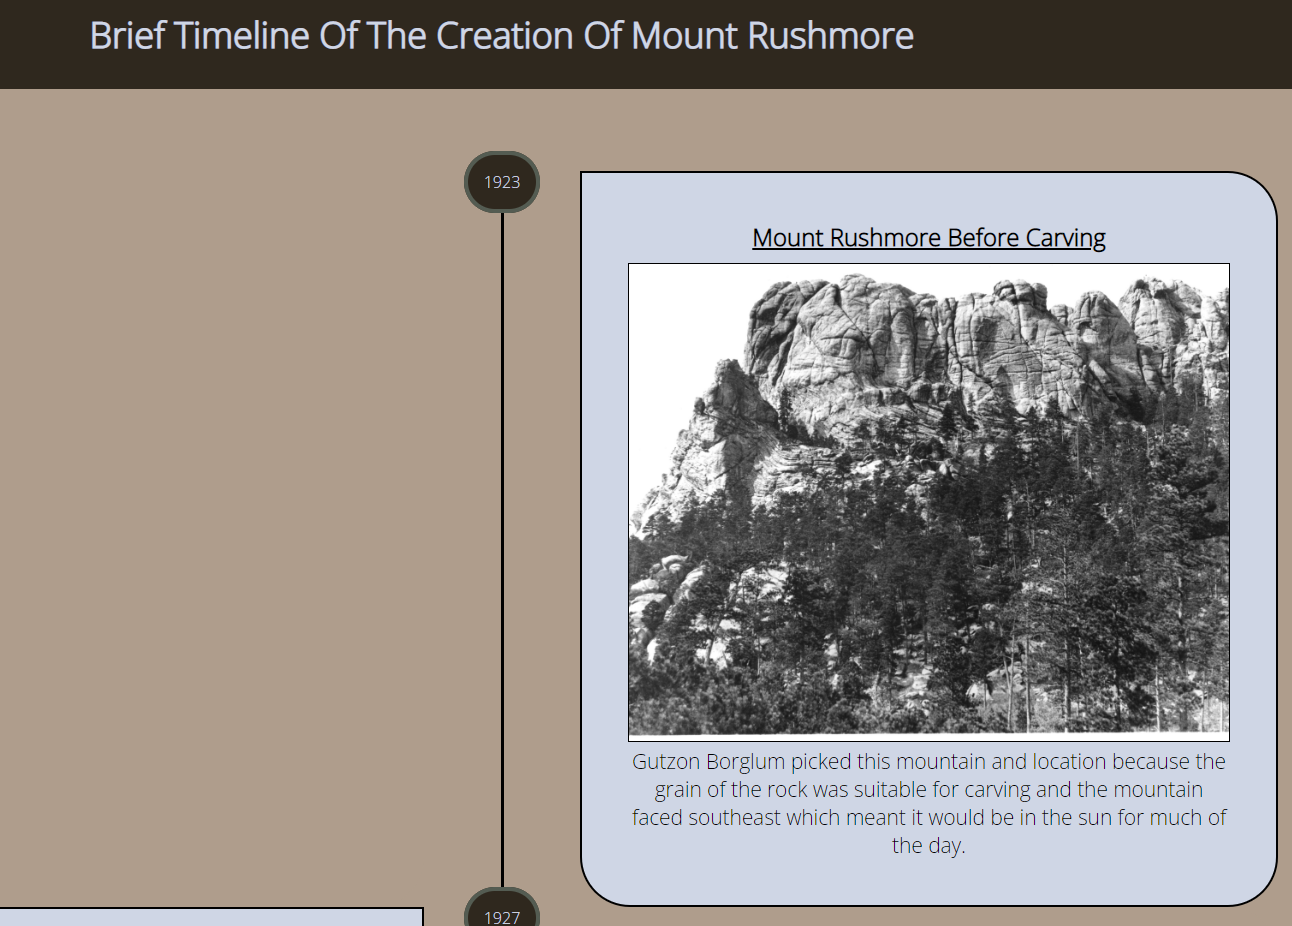 Brief Timeline Of The Creation Of Mount Rushmore
1923
Mount Rushmore Before Carving
Gutzon Borglum picked this mountain and location because the
grain of the rock was suitable for carving and the mountain
faced southeast which meant it would be in the sun for much of
the day.
1927